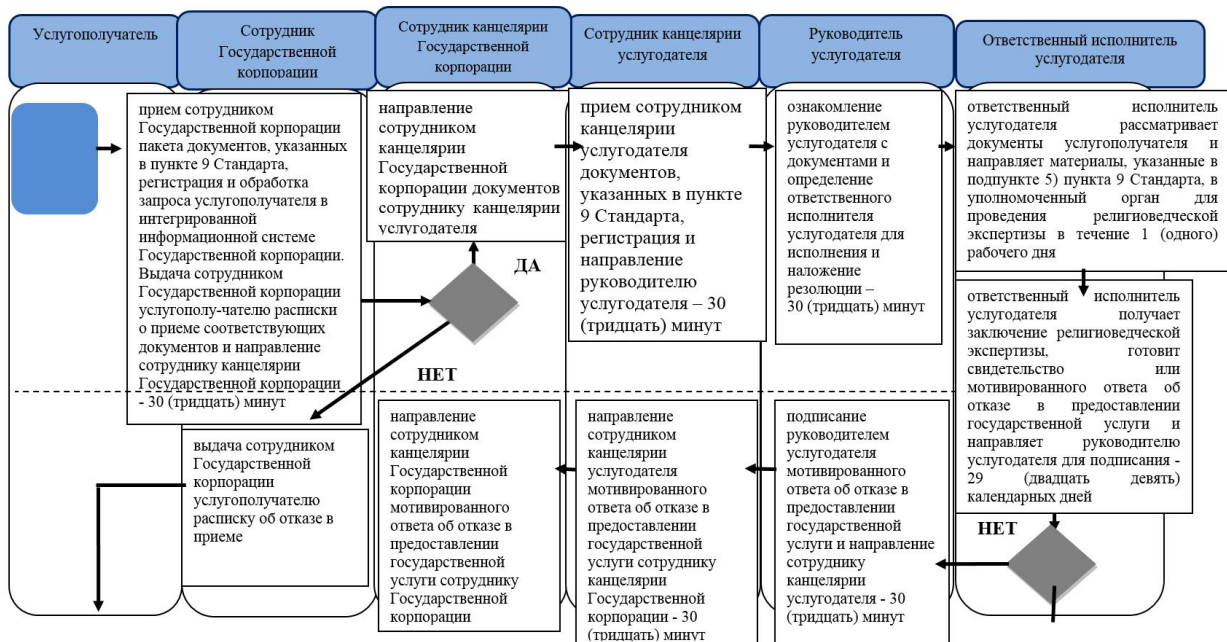 Услугополучатель
Сотрудник
Государственной
корпорации
Сотрудник канцелярии
Государственной
корпорации
Сотрудник канцелярии
услугодателя
Руководитель
услугодателя
Ответственный исполнитель
услугодателя
прием сотрудником
Государственной корпорации
пакета документов, указанных
в пункте 9 Стандарта,
регистрация и обработка
запроса услугополучателя в
интегрированной
информационной системе
Государственной корпорации.
Выдача сотрудником
Государственной корпорации
услугополу-чателю расписки
о приеме соответствующих
документов и направление
сотруднику канцелярии
Государственной корпорации
- 30 (тридцать) минут
направление
сотрудником
канцелярии
Государственной
корпорации документов
сотруднику канцелярии
услугодателя
ДА
НЕТ
прием сотрудником
канцелярии
услугодателя
документов,
указанных в пункте
9 Стандарта,
регистрация и
направление
руководителю
услугодателя – 30
(тридцать) минут
ознакомление
руководителем
услугодателя с
документами и
определение
ответственного
исполнителя
услугодателя для
исполнения и
наложение
резолюции –
30 (тридцать) минут
ответственный исполнитель
услугодателя рассматривает
документы услугополучателя и
направляет материалы, указанные в
подпункте 5) пункта 9 Стандарта, в
уполномоченный орган для
проведения религиоведческой
экспертизы в течение 1 (одного)
рабочего дня
ответственный исполнитель
услугодателя получает
заключение религиоведческой
экспертизы, готовит
свидетельство или
мотивированного ответа об
отказе в предоставлении
государственной услуги и
направляет руководителю
услугодателя для подписания -
29 (двадцать девять)
календарных дней
НЕТ
выдача сотрудником
Государственной
корпорации
услугополучателю
расписку об отказе в
приеме
направление
сотрудником
канцелярии
Государственной
корпорации
мотивированного
ответа об отказе в
предоставлении
государственной
услуги сотруднику
Государственной
корпорации
направление
сотрудником канцелярии
услугодателя
мотивированного
ответа об отказе в
предоставлении
государственной
услуги сотруднику
канцелярии
Государственной
корпорации - 30
(тридцать) минут
подписание
руководителем
услугодателя
мотивированного
ответа об отказе в
предоставлении
государственной
услуги и направление
сотруднику
канцелярии
услугодателя - 30
(тридцать) минут